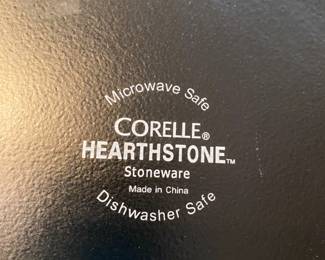 Microwave Safe
CORELLE®
HEARTHSTONE™
Stoneware
Made in China
Dishwasher Safe